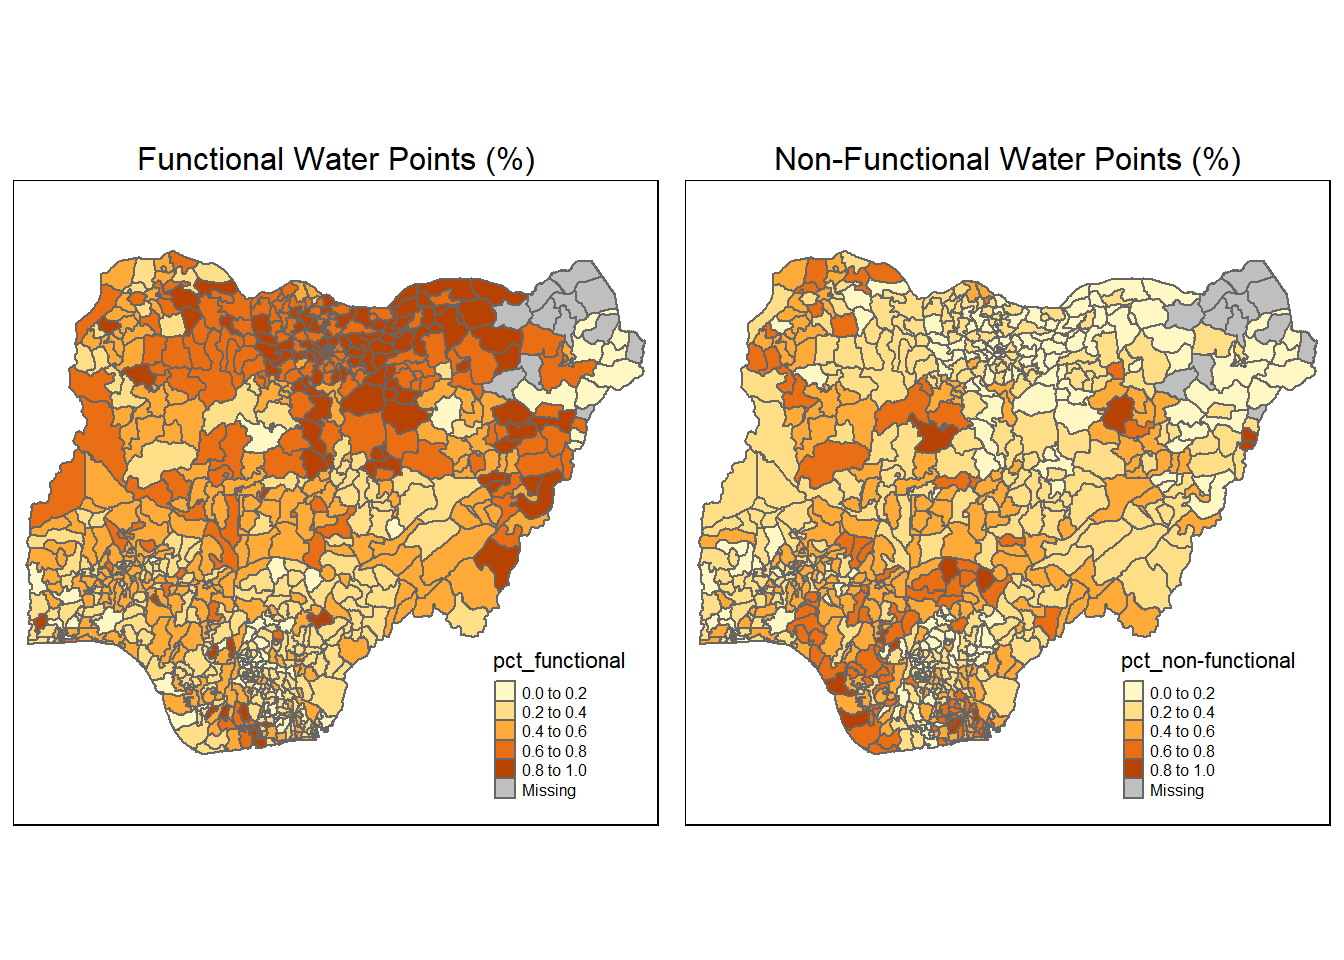 Functional Water Points (%)
Non-Functional Water Points (%)
pct_functional
0.0 to 0.2
0.2 to 0.4
0.4 to 0.6
0.6 to 0.8
0.8 to 1.0
Missing
pct_non-functional
0.0 to 0.2
0.2 to 0.4
0.4 to 0.6
0.6 to 0.8
0.8 to 1.0
Missing